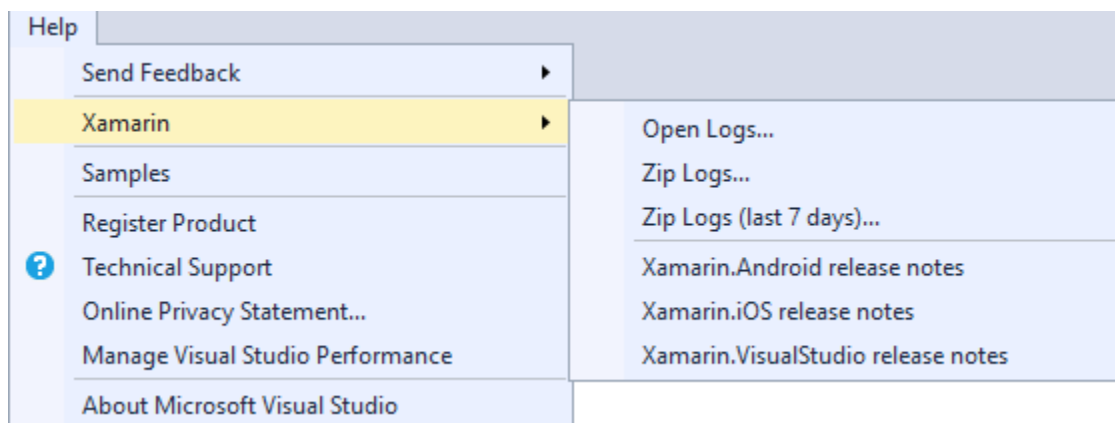 Help
Send Feedback
Xamarin
Samples
Register Product
Technical Support
Online Privacy Statement...
Manage Visual Studio Performance
About Microsoft Visual Studio
Open Logs...
Zip Logs...
Zip Logs (last 7 days)...
Xamarin.Android release notes
Xamarin.iOS release notes
Xamarin.VisualStudio release notes